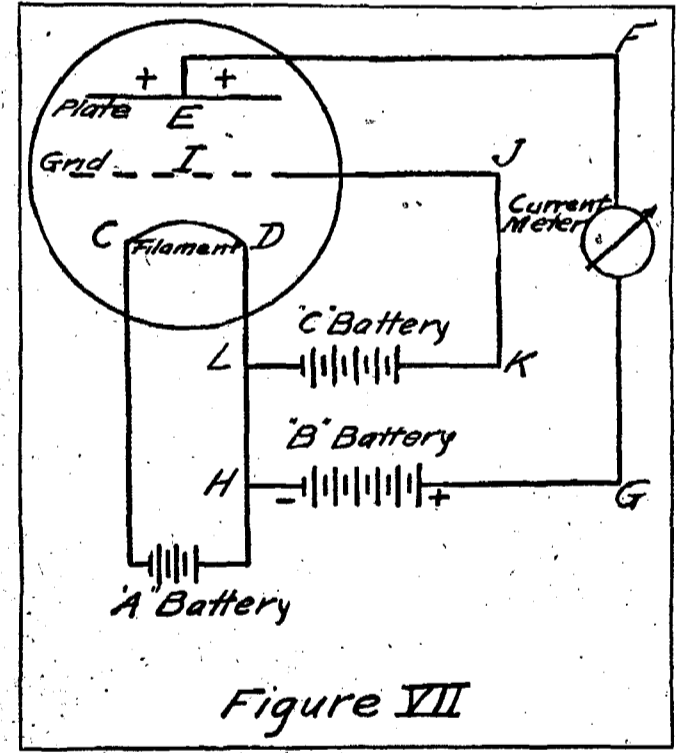 F
+ +
Plate E
Grid I J
Current
Meter
C Filament D
"C" Battery
L K
"B" Battery
H - + G
"A" Battery
Figure VII